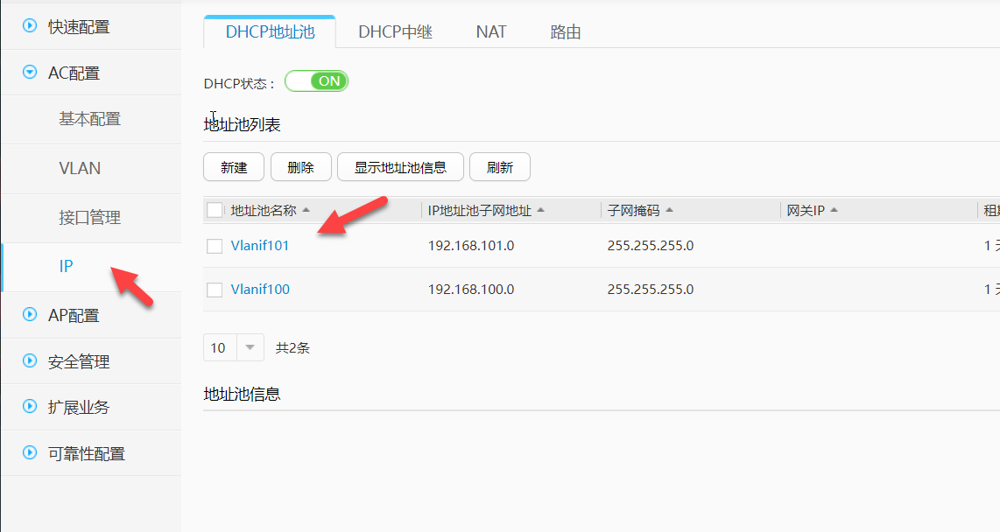 快速配置
AC配置
基本配置
VLAN
接口管理
IP
AP配置
安全管理
扩展业务
可靠性配置
DHCP地址池 DHCP中继 NAT 路由
DHCP状态： ON
地址池列表
新建 删除 显示地址池信息 刷新
地址池名称 IP地址池子网地址 子网掩码 网关IP 租
Vlanif101 192.168.101.0 255.255.255.0 1
Vlanif100 192.168.100.0 255.255.255.0 1
10 共2条
地址池信息